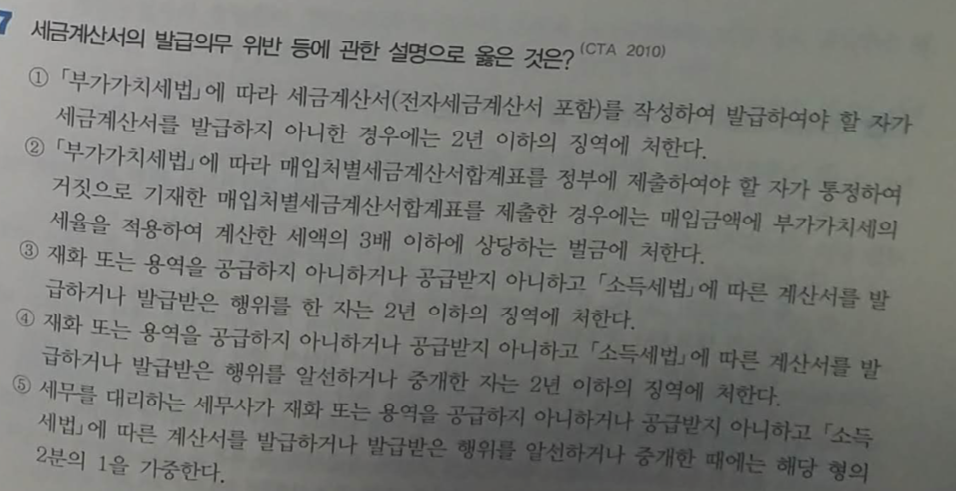 7 세금계산서의 발급의무 위반 등에 관한 설명으로 옳은 것은? (CTA 2010)
① 「부가가치세법」에 따라 세금계산서(전자세금계산서 포함)를 작성하여 발급하여야 할 자가
세금계산서를 발급하지 아니한 경우에는 2년 이하의 징역에 처한다.
② 「부가가치세법」에 따라 매입처별세금계산서합계표를 정부에 제출하여야 할 자가 통정하여
거짓으로 기재한 매입처별세금계산서합계표를 제출한 경우에는 매입금액에 부가가치세의
세율을 적용하여 계산한 세액의 3배 이하에 상당하는 벌금에 처한다.
③ 재화 또는 용역을 공급하지 아니하거나 공급받지 아니하고 「소득세법」에 따른 계산서를 발
급하거나 발급받은 행위를 한 자는 2년 이하의 징역에 처한다.
④ 재화 또는 용역을 공급하지 아니하거나 공급받지 아니하고 「소득세법」에 따른 계산서를 발
급하거나 발급받은 행위를 알선하거나 중개한 자는 2년 이하의 징역에 처한다.
⑤ 세무를 대리하는 세무사가 재화 또는 용역을 공급하지 아니하거나 공급받지 아니하고 「소득
세법」에 따른 계산서를 발급하거나 발급받은 행위를 알선하거나 중개한 때에는 해당 형의
2분의 1을 가중한다.